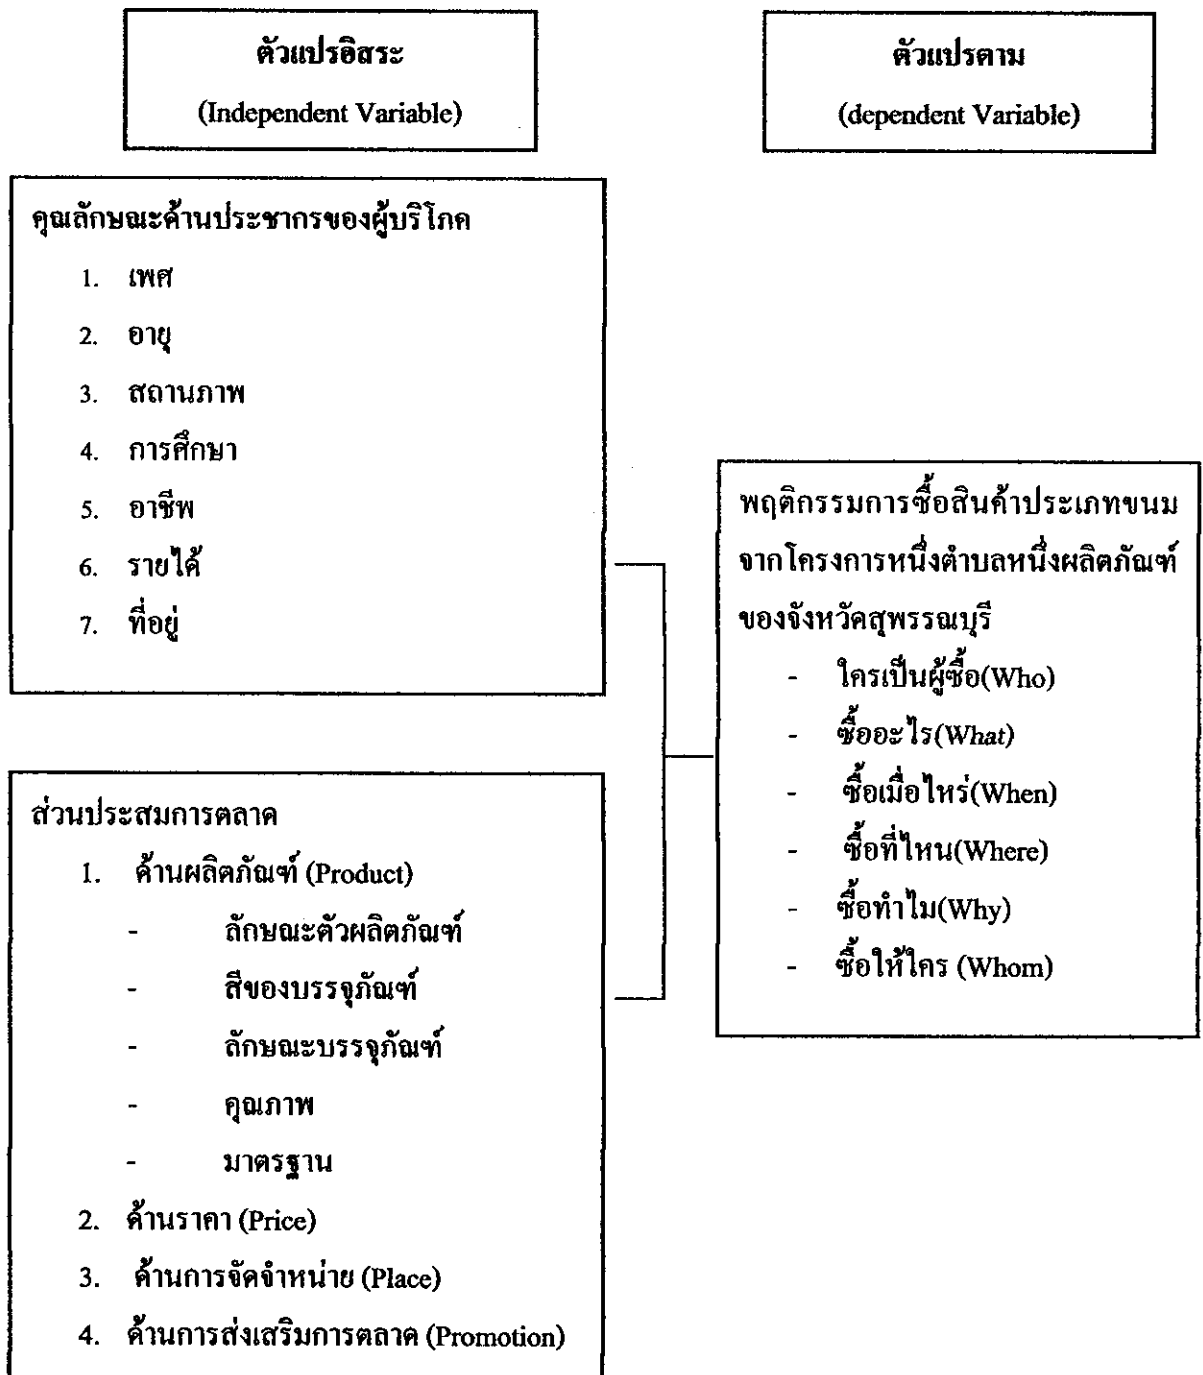 ตัวแปรอิสระ
(Independent Variable)
ตัวแปรตาม
(dependent Variable)
คุณลักษณะด้านประชากรของผู้บริโภค
1. เพศ
2. อายุ
3. สถานภาพ
4. การศึกษา
5. อาชีพ
6. รายได้
7. ที่อยู่
ส่วนประสมการตลาด
1. ด้านผลิตภัณฑ์ (Product)
- ลักษณะตัวผลิตภัณฑ์
- สีของบรรจุภัณฑ์
- ลักษณะบรรจุภัณฑ์
- คุณภาพ
- มาตรฐาน
2. ด้านราคา (Price)
3. ด้านการจัดจำหน่าย (Place)
4. ด้านการส่งเสริมการตลาด (Promotion)
พฤติกรรมการซื้อสินค้าประเภทขนม
จากโครงการหนึ่งตำบลหนึ่งผลิตภัณฑ์
ของจังหวัดสุพรรณบุรี
- ใครเป็นผู้ซื้อ(Who)
- ซื้ออะไร(What)
- ซื้อเมื่อไหร่(When)
- ซื้อที่ไหน(Where)
- ซื้อทำไม(Why)
- ซื้อให้ใคร (Whom)